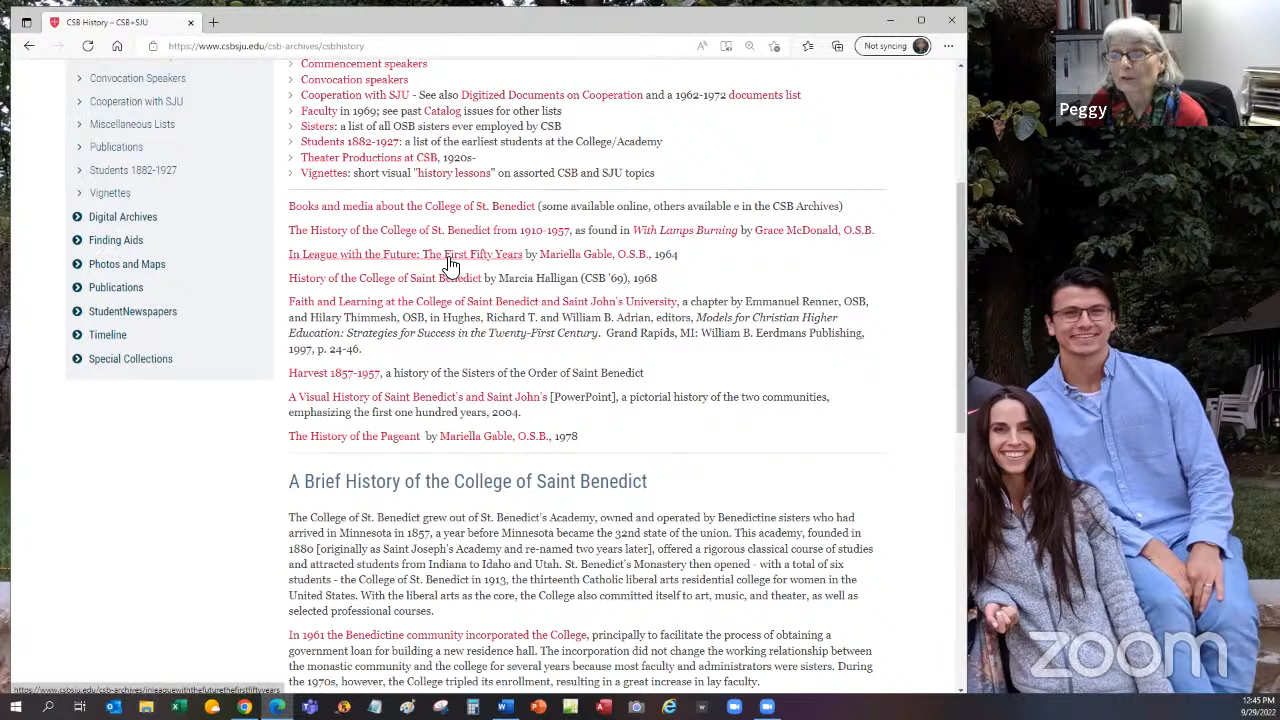 CSB History – CSB+SJU
https://www.csbsju.edu/csb-archives/csbhistory
Not syncing
Convocation Speakers
Cooperation with SJU
Miscellaneous Lists
Publications
Students 1882-1927
Vignettes
Digital Archives
Finding Aids
Photos and Maps
Publications
StudentNewspapers
Timeline
Special Collections
Commencement speakers
Convocation speakers
Cooperation with SJU - See also Digitized Documents on Cooperation and a 1962-1972 documents list
Faculty in 1969; see past Catalog issues for other lists
Sisters: a list of all OSB sisters ever employed by CSB
Students 1882-1927: a list of the earliest students at the College/Academy
Theater Productions at CSB, 1920s-
Vignettes: short visual "history lessons" on assorted CSB and SJU topics
Books and media about the College of St. Benedict (some available online, others available e in the CSB Archives)
The History of the College of St. Benedict from 1910-1957, as found in With Lamps Burning by Grace McDonald, O.S.B.
In League with the Future: The First Fifty Years by Mariella Gable, O.S.B., 1964
History of the College of Saint Benedict by Marcia Halligan (CSB '69), 1968
Faith and Learning at the College of Saint Benedict and Saint John's University, a chapter by Emmanuel Renner, OSB,
and Hilary Thimmesh, OSB, in Hughes, Richard T. and William B. Adrian, editors, Models for Christian Higher
Education: Strategies for Success in the Twenty-First Century. Grand Rapids, MI: William B. Eerdmans Publishing,
1997, p. 24-46.
Harvest 1857-1957, a history of the Sisters of the Order of Saint Benedict
A Visual History of Saint Benedict's and Saint John's [PowerPoint], a pictorial history of the two communities,
emphasizing the first one hundred years, 2004.
The History of the Pageant by Mariella Gable, O.S.B., 1978
A Brief History of the College of Saint Benedict
The College of St. Benedict grew out of St. Benedict's Academy, owned and operated by Benedictine sisters who had
arrived in Minnesota in 1857, a year before Minnesota became the 32nd state of the union. This academy, founded in
1880 [originally as Saint Joseph's Academy and re-named two years later], offered a rigorous classical course of studies
and attracted students from Indiana to Idaho and Utah. St. Benedict's Monastery then opened - with a total of six
students - the College of St. Benedict in 1913, the thirteenth Catholic liberal arts residential college for women in the
United States. With the liberal arts as the core, the College also committed itself to art, music, and theater, as well as
selected professional courses.
In 1961 the Benedictine community incorporated the College, principally to facilitate the process of obtaining a
government loan for building a new residence hall. The incorporation did not change the working relationship between
the monastic community and the college for several years because most faculty and administrators were sisters. During
the 1970s, however, the College tripled its enrollment, resulting in a great increase in lay faculty.
https://www.csbsju.edu/csb-archives/inleaguewiththefuturethefirstfiftyyears
Peggy
zoom
12:45 PM
9/29/2022